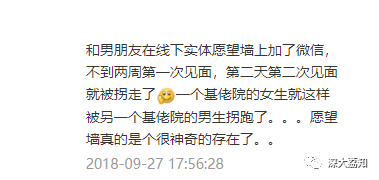 和男朋友在线下实体愿望墙上加了微信，
不到两周第一次见面，第二天第二次见面
就被拐走了🤗一个基佬院的女生就这样
被另一个基佬院的男生拐跑了。。。愿望
墙真的是个很神奇的存在了。。
2018-09-27 17:56:28
深大荔知